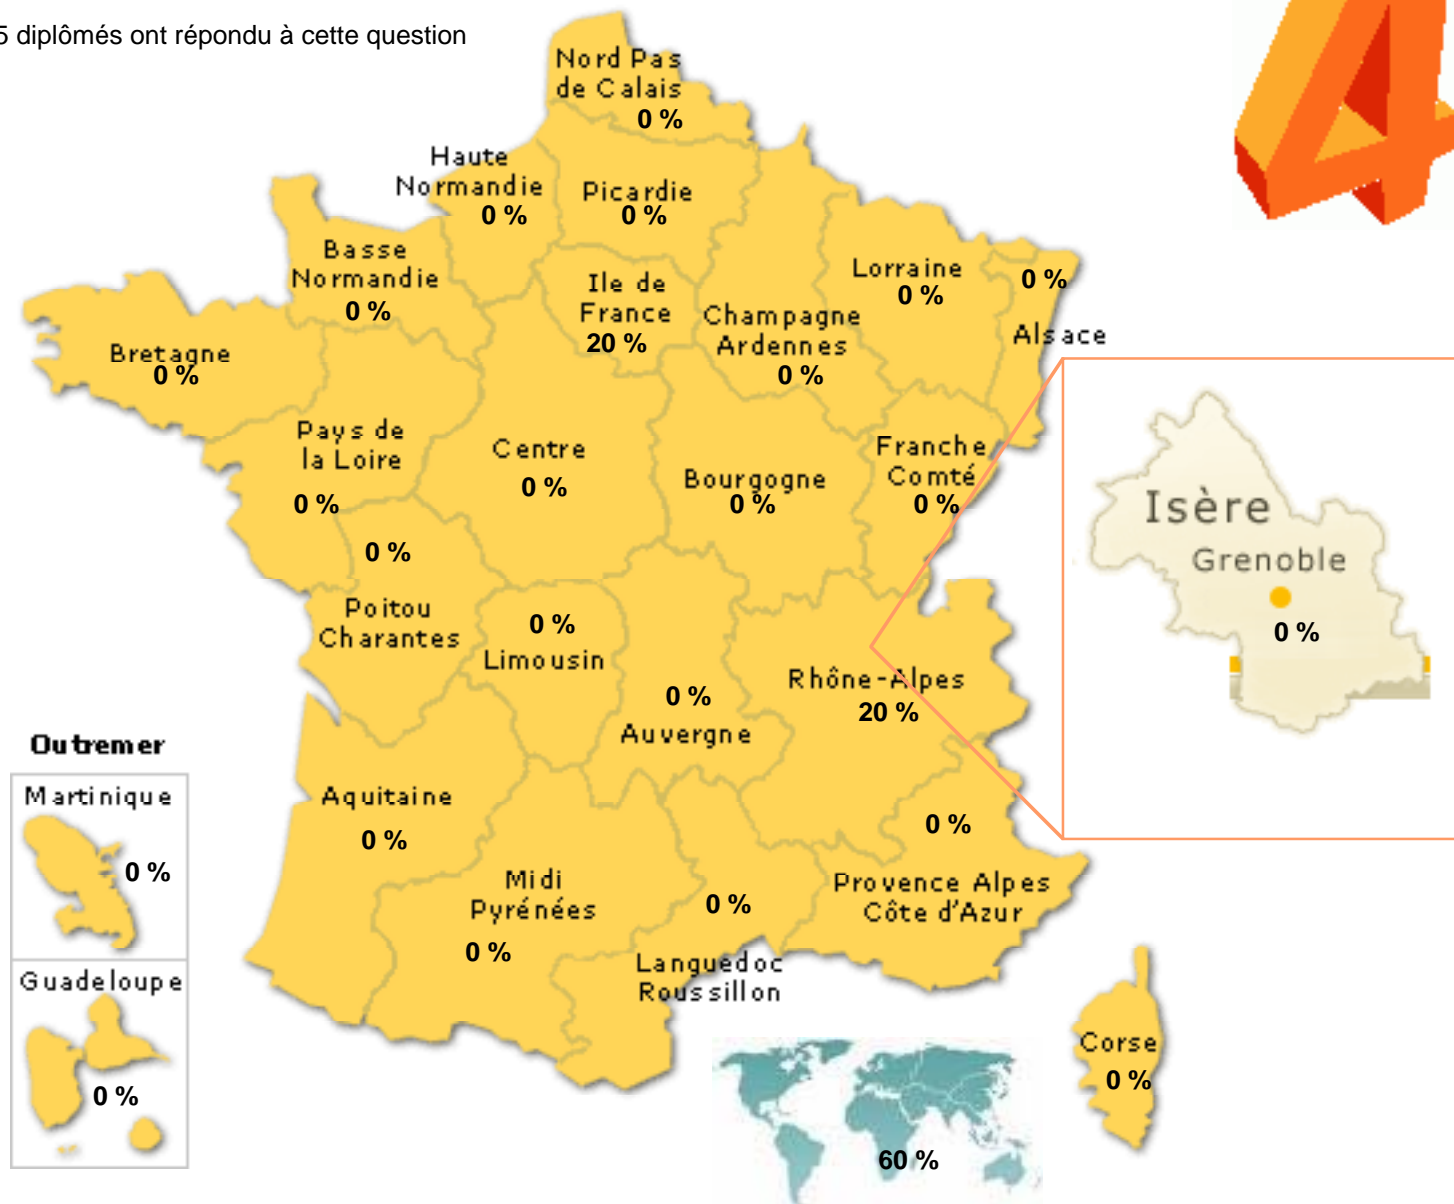 5 diplômés ont répondu à cette question
4
Nord Pas
de Calais
0 %
Haute
Normandie
0 %
Picardie
0 %
Basse
Normandie
0 %
Ile de
France
20 %
Champagne
Ardennes
0 %
Lorraine
0 %
0 %
Alsace
Bretagne
0 %
Pays de
la Loire
0 %
Centre
0 %
Bourgogne
0 %
Franche
Comté
0 %
Isère
Grenoble
0 %
0 %
Poitou
Charantes
0 %
Limousin
0 %
Auvergne
Rhône-Alpes
20 %
Outremer
Martinique
0 %
Guadeloupe
0 %
Aquitaine
0 %
Midi
Pyrénées
0 %
0 %
Languedoc
Roussillon
0 %
Provence Alpes
Côte d'Azur
Corse
0 %
60 %